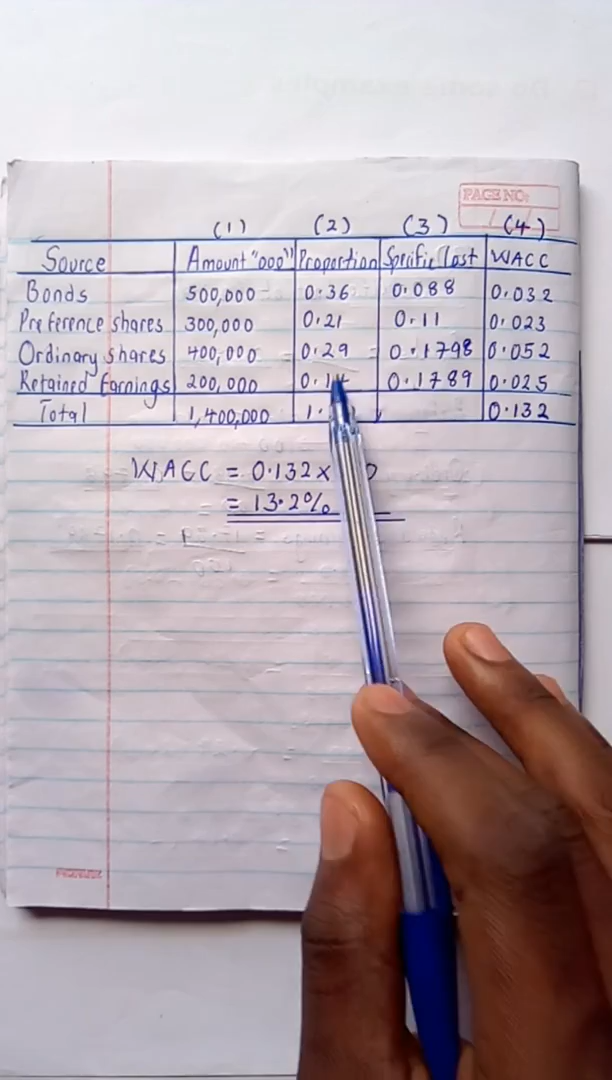 PAGE NO:
(1) (2) (3) (4)
Source Amount "000" Proportion Specific Cost WACC
Bonds 500,000 0.36 0.088 0.032
Preference shares 300,000 0.21 0.11 0.023
Ordinary shares 400,000 0.29 0.1798 0.052
Retained Earnings 200,000 0.1789 0.025
Total 1,400,000 0.132
WACC = 0.132 x
= 13.2%